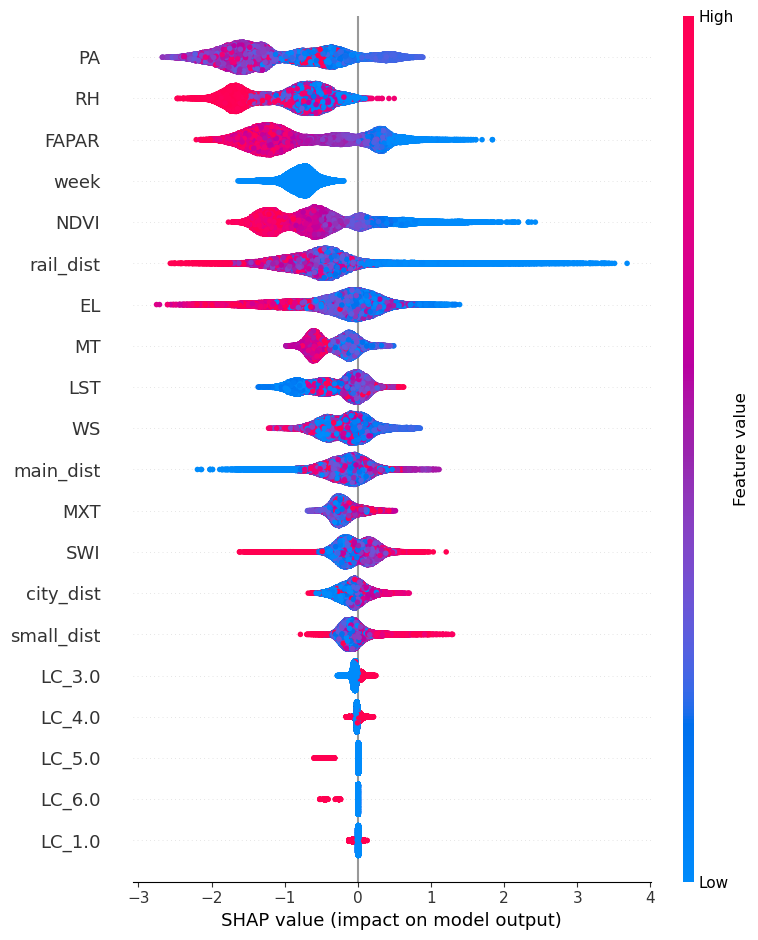 High
PA
RH
FAPAR
week
NDVI
rail_dist
EL
MT
LST
WS
main_dist
MXT
SWI
city_dist
small_dist
LC_3.0
LC_4.0
LC_5.0
LC_6.0
LC_1.0
Feature value
Low
−3 −2 −1 0 1 2 3 4
SHAP value (impact on model output)